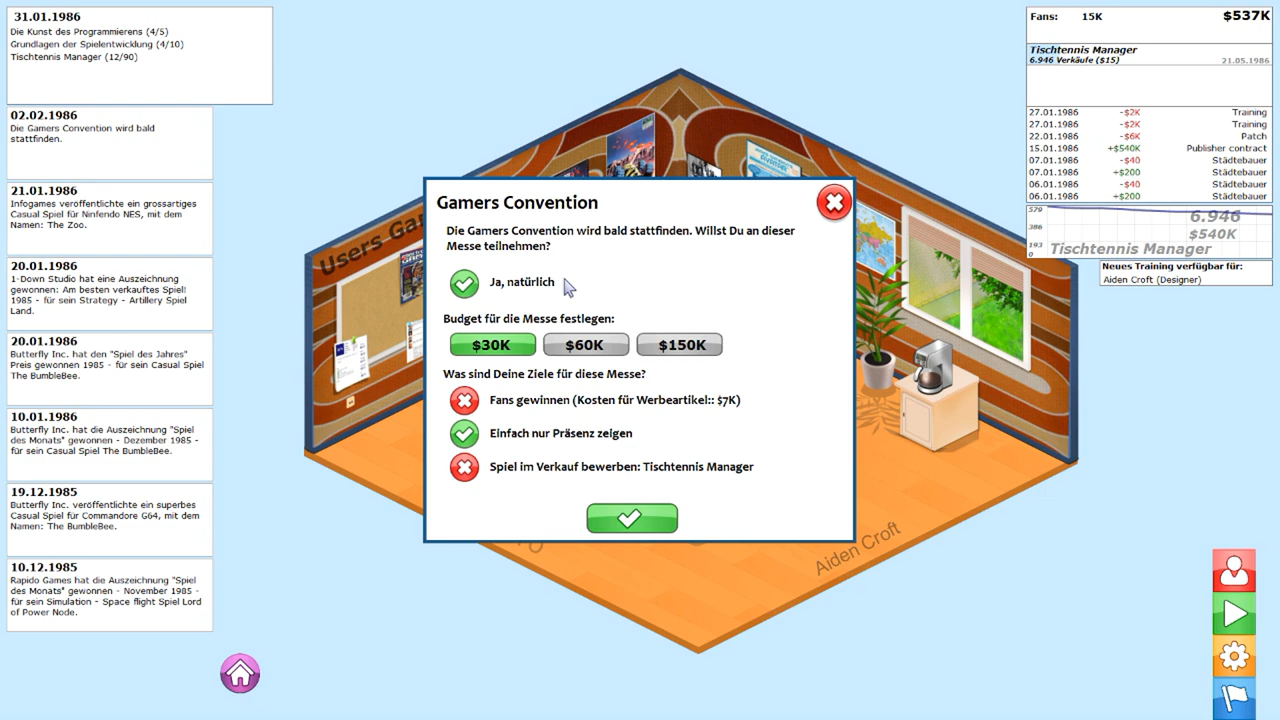 31.01.1986
Die Kunst des Programmierens (4/5)
Grundlagen der Spielentwicklung (4/10)
Tischtennis Manager (12/90)
02.02.1986
Die Gamers Convention wird bald
stattfinden.
21.01.1986
Infogames veröffentlichte ein grossartiges
Casual Spiel für Ninfendo NES, mit dem
Namen: The Zoo.
20.01.1986
1-Down Studio hat eine Auszeichnung
gewonnen: Am besten verkauftes Spiel!
1985 - für sein Strategy - Artillery Spiel
Land.
20.01.1986
Butterfly Inc. hat den "Spiel des Jahres"
Preis gewonnen 1985 - für sein Casual Spiel
The BumbleBee.
10.01.1986
Butterfly Inc. hat die Auszeichnung "Spiel
des Monats" gewonnen - Dezember 1985 -
für sein Casual Spiel The BumbleBee.
19.12.1985
Butterfly Inc. veröffentlichte ein superbes
Casual Spiel für Commandore G64, mit dem
Namen: The BumbleBee.
10.12.1985
Rapido Games hat die Auszeichnung "Spiel
des Monats" gewonnen - November 1985 -
für sein Simulation - Space flight Spiel Lord
of Power Node.
Users Ga
Gamers Convention
Die Gamers Convention wird bald stattfinden. Willst Du an dieser
Messe teilnehmen?
Ja, natürlich
Budget für die Messe festlegen:
$30K $60K $150K
Was sind Deine Ziele für diese Messe?
Fans gewinnen (Kosten für Werbeartikel:: $7K)
Einfach nur Präsenz zeigen
Spiel im Verkauf bewerben: Tischtennis Manager
Aiden Croft
Fans: 15K $537K
Tischtennis Manager
6.946 Verkäufe ($15) 21.05.1986
27.01.1986 -$2K Training
27.01.1986 -$2K Training
22.01.1986 -$6K Patch
15.01.1986 +$540K Publisher contract
07.01.1986 -$40 Städtebauer
07.01.1986 +$200 Städtebauer
06.01.1986 -$40 Städtebauer
06.01.1986 +$200 Städtebauer
579
386
193
0
6.946
$540K
Tischtennis Manager
Neues Training verfügbar für:
Aiden Croft (Designer)